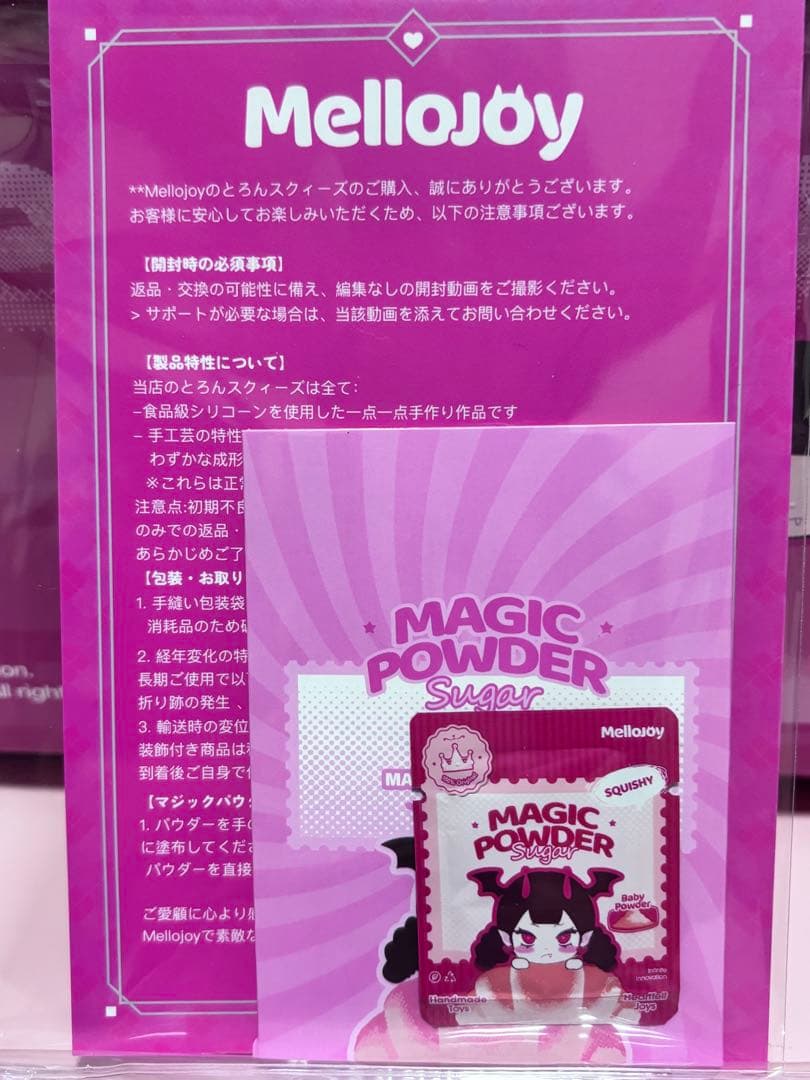 Mellojoy
**Mellojoyのとろんスクィーズのご購入、誠にありがとうございます。
お客様に安心してお楽しみいただくため、以下の注意事項ございます。
【開封時の必須事項】
返品・交換の可能性に備え、編集なしの開封動画をご撮影ください。
> サポートが必要な場合は、当該動画を添えてお問い合わせください。
【製品特性について】
当店のとろんスクィーズは全て:
–食品級シリコーンを使用した一点一点手作り作品です
– 手工芸の特性
わずかな成形
※これらは正常
注意点:初期不良
のみでの返品・
あらかじめご了
【包装・お取り
1. 手縫い包装袋
消耗品のため
2. 経年変化の特
長期ご使用で以
折り跡の発生、
3. 輸送時の変位
装飾付き商品は
到着後ご自身で
【マジックパウ
1. パウダーを手の
に塗布してくださ
パウダーを直接
ご愛顧に心より感
Mellojoyで素敵な
on.
ll righ
MAGIC
POWDER
Sugar
MA
Mellojoy
SQUISHY
MAGIC
POWDER
Sugar
Baby
Powder
Infinite
Innovation
Handmade
Toys
Heartfelt
Joys